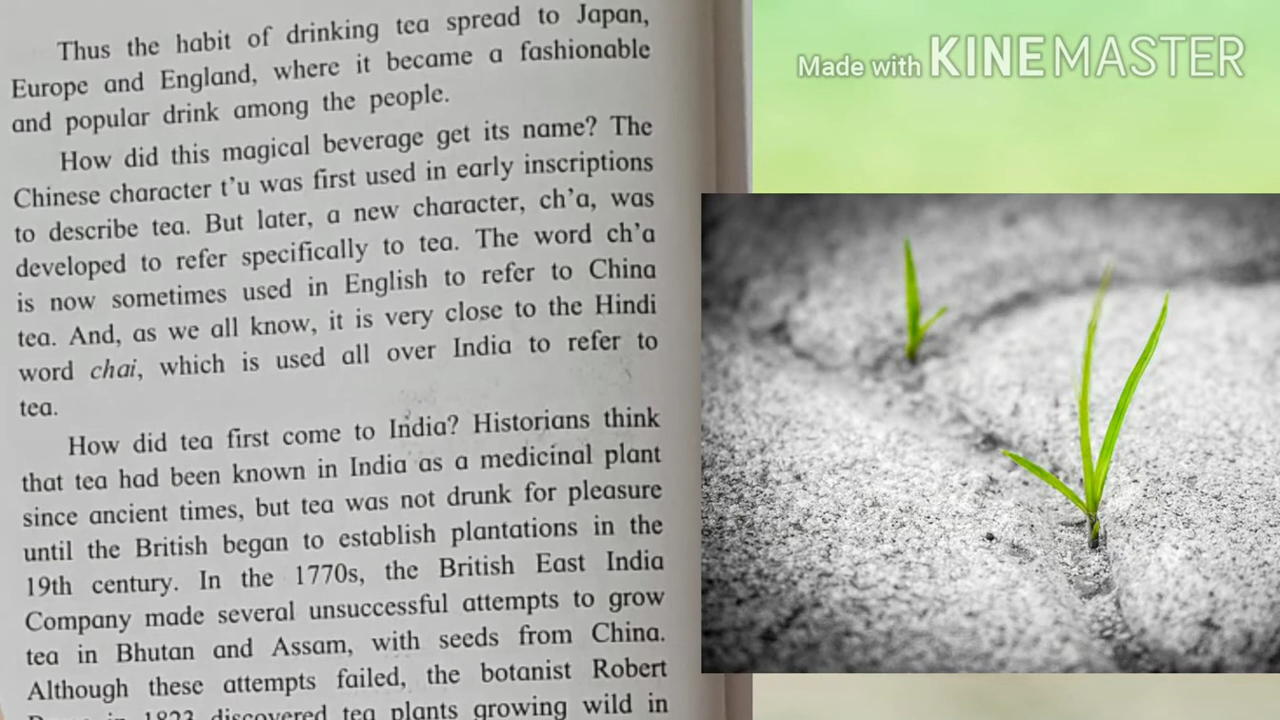 Thus the habit of drinking tea spread to Japan,
Europe and England, where it became a fashionable
and popular drink among the people.
How did this magical beverage get its name? The
Chinese character t'u was first used in early inscriptions
to describe tea. But later, a new character, ch'a, was
developed to refer specifically to tea. The word ch'a
is now sometimes used in English to refer to China
tea. And, as we all know, it is very close to the Hindi
word chai, which is used all over India to refer to
tea.
How did tea first come to India? Historians think
that tea had been known in India as a medicinal plant
since ancient times, but tea was not drunk for pleasure
until the British began to establish plantations in the
19th century. In the 1770s, the British East India
Company made several unsuccessful attempts to grow
tea in Bhutan and Assam, with seeds from China.
Although these attempts failed, the botanist Robert
in 1823 discovered tea plants growing wild in
Made with KINEMASTER